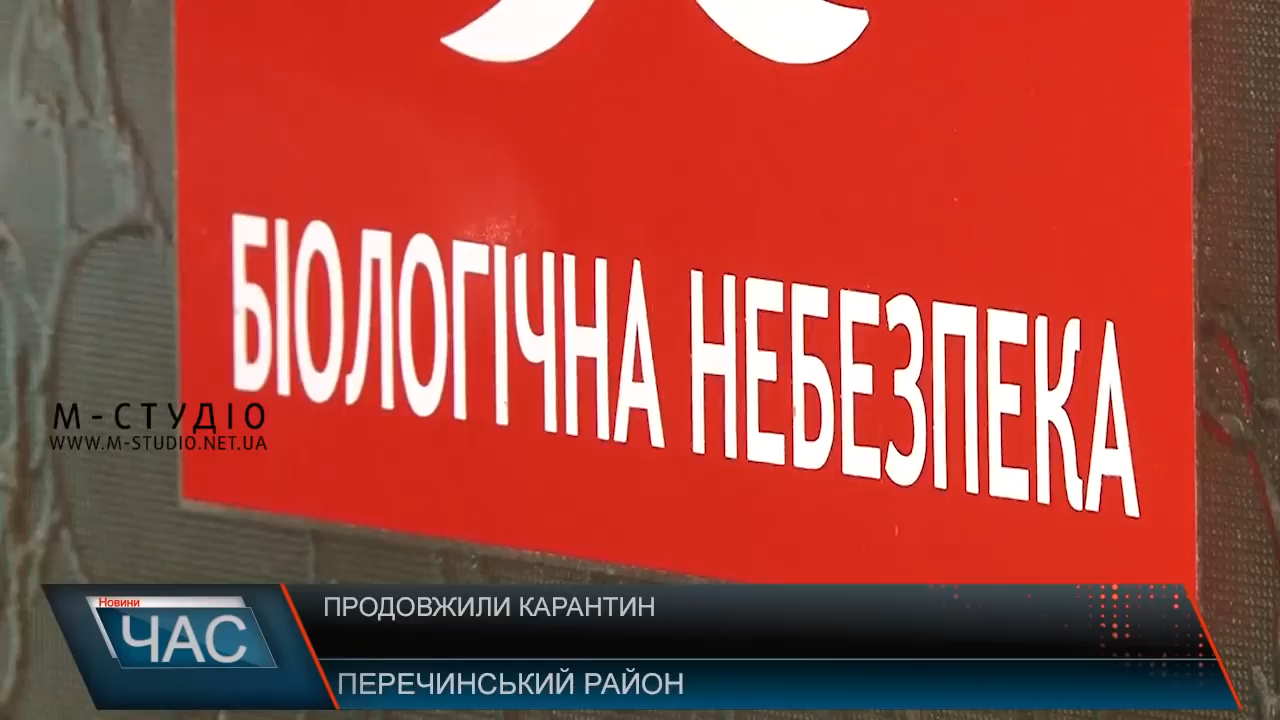 БІОЛОГІЧНА НЕБЕЗПЕКА
М-СТУДІО
WWW.M-STUDIO.NET.UA
Новини
ЧАС
ПРОДОВЖИЛИ КАРАНТИН
ПЕРЕЧИНСЬКИЙ РАЙОН